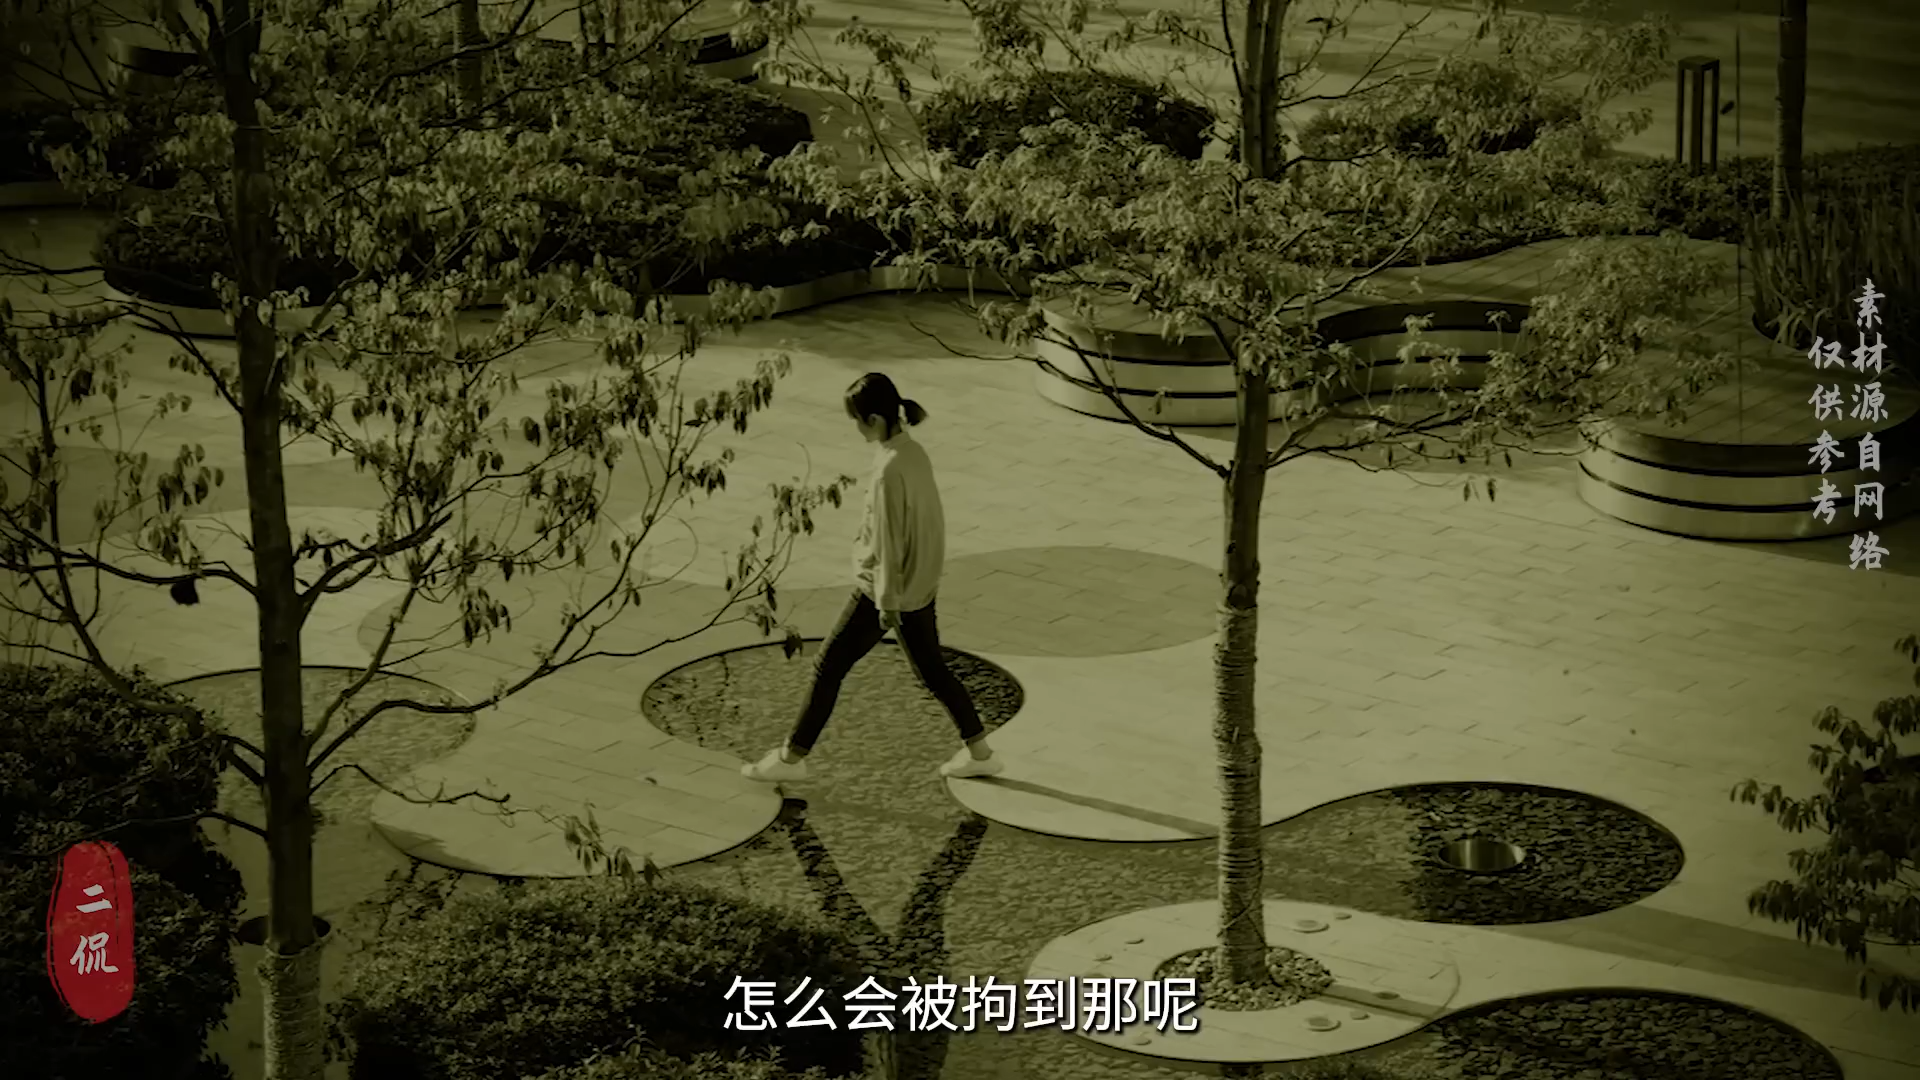 素材源自网络
仅供参考
二侃
怎么会被拘到那呢